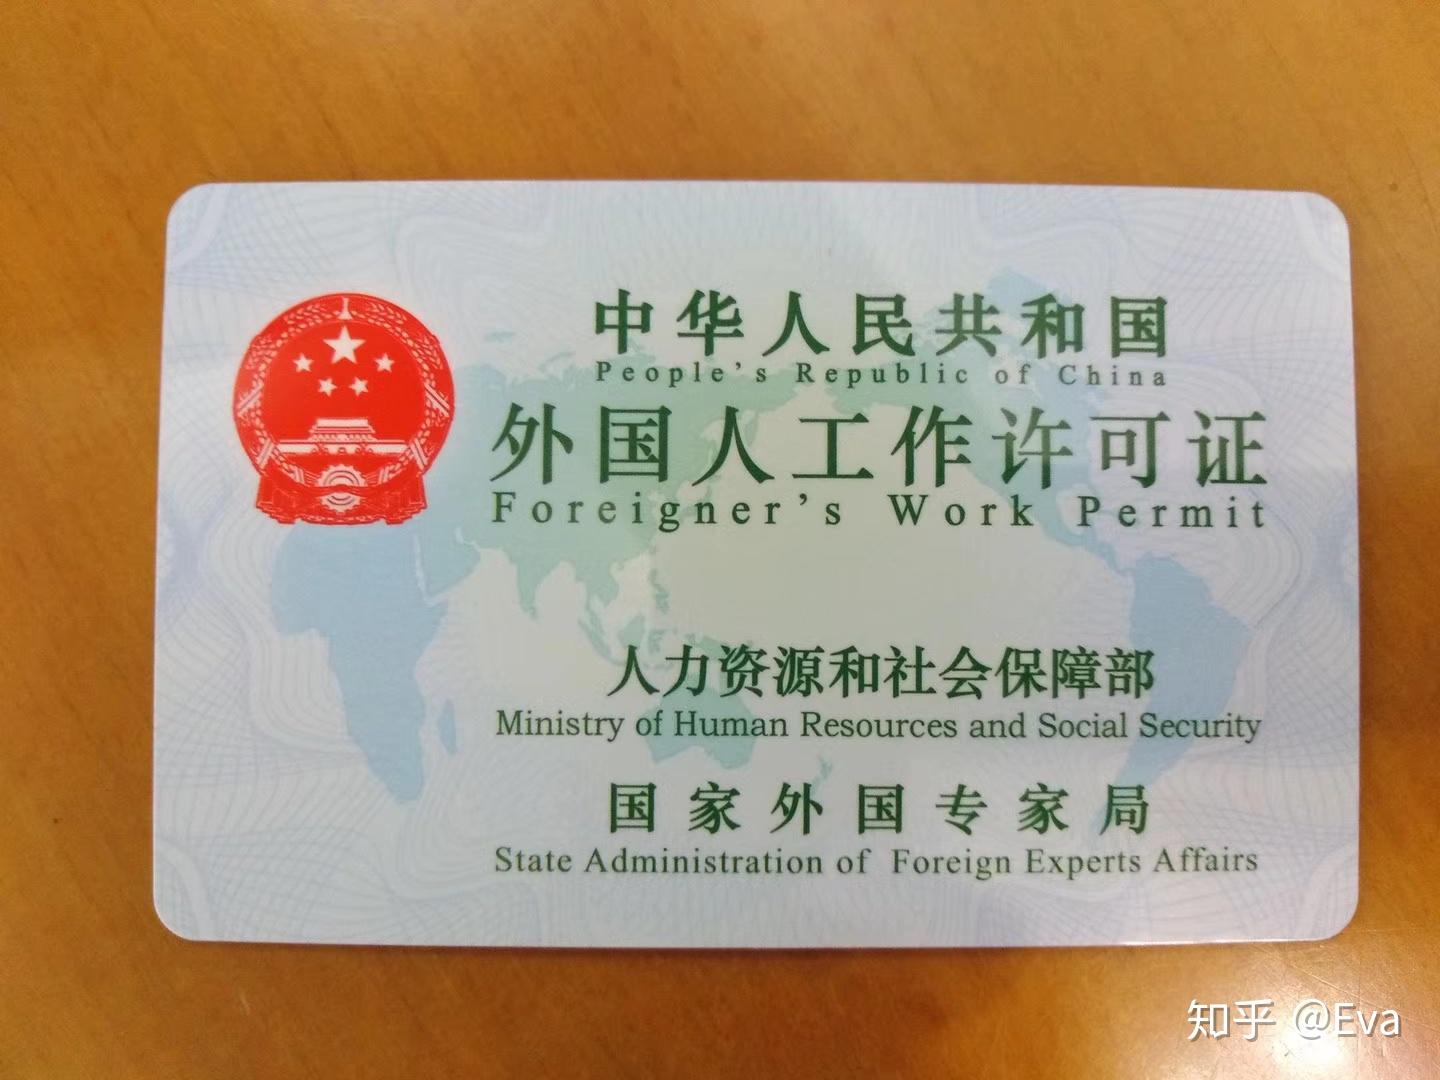 中华人民共和国
People's Republic of China
外国人工作许可证
Foreigner's Work Permit
人力资源和社会保障部
Ministry of Human Resources and Social Security
国家外国专家局
State Administration of Foreign Experts Affairs
知乎 @Eva